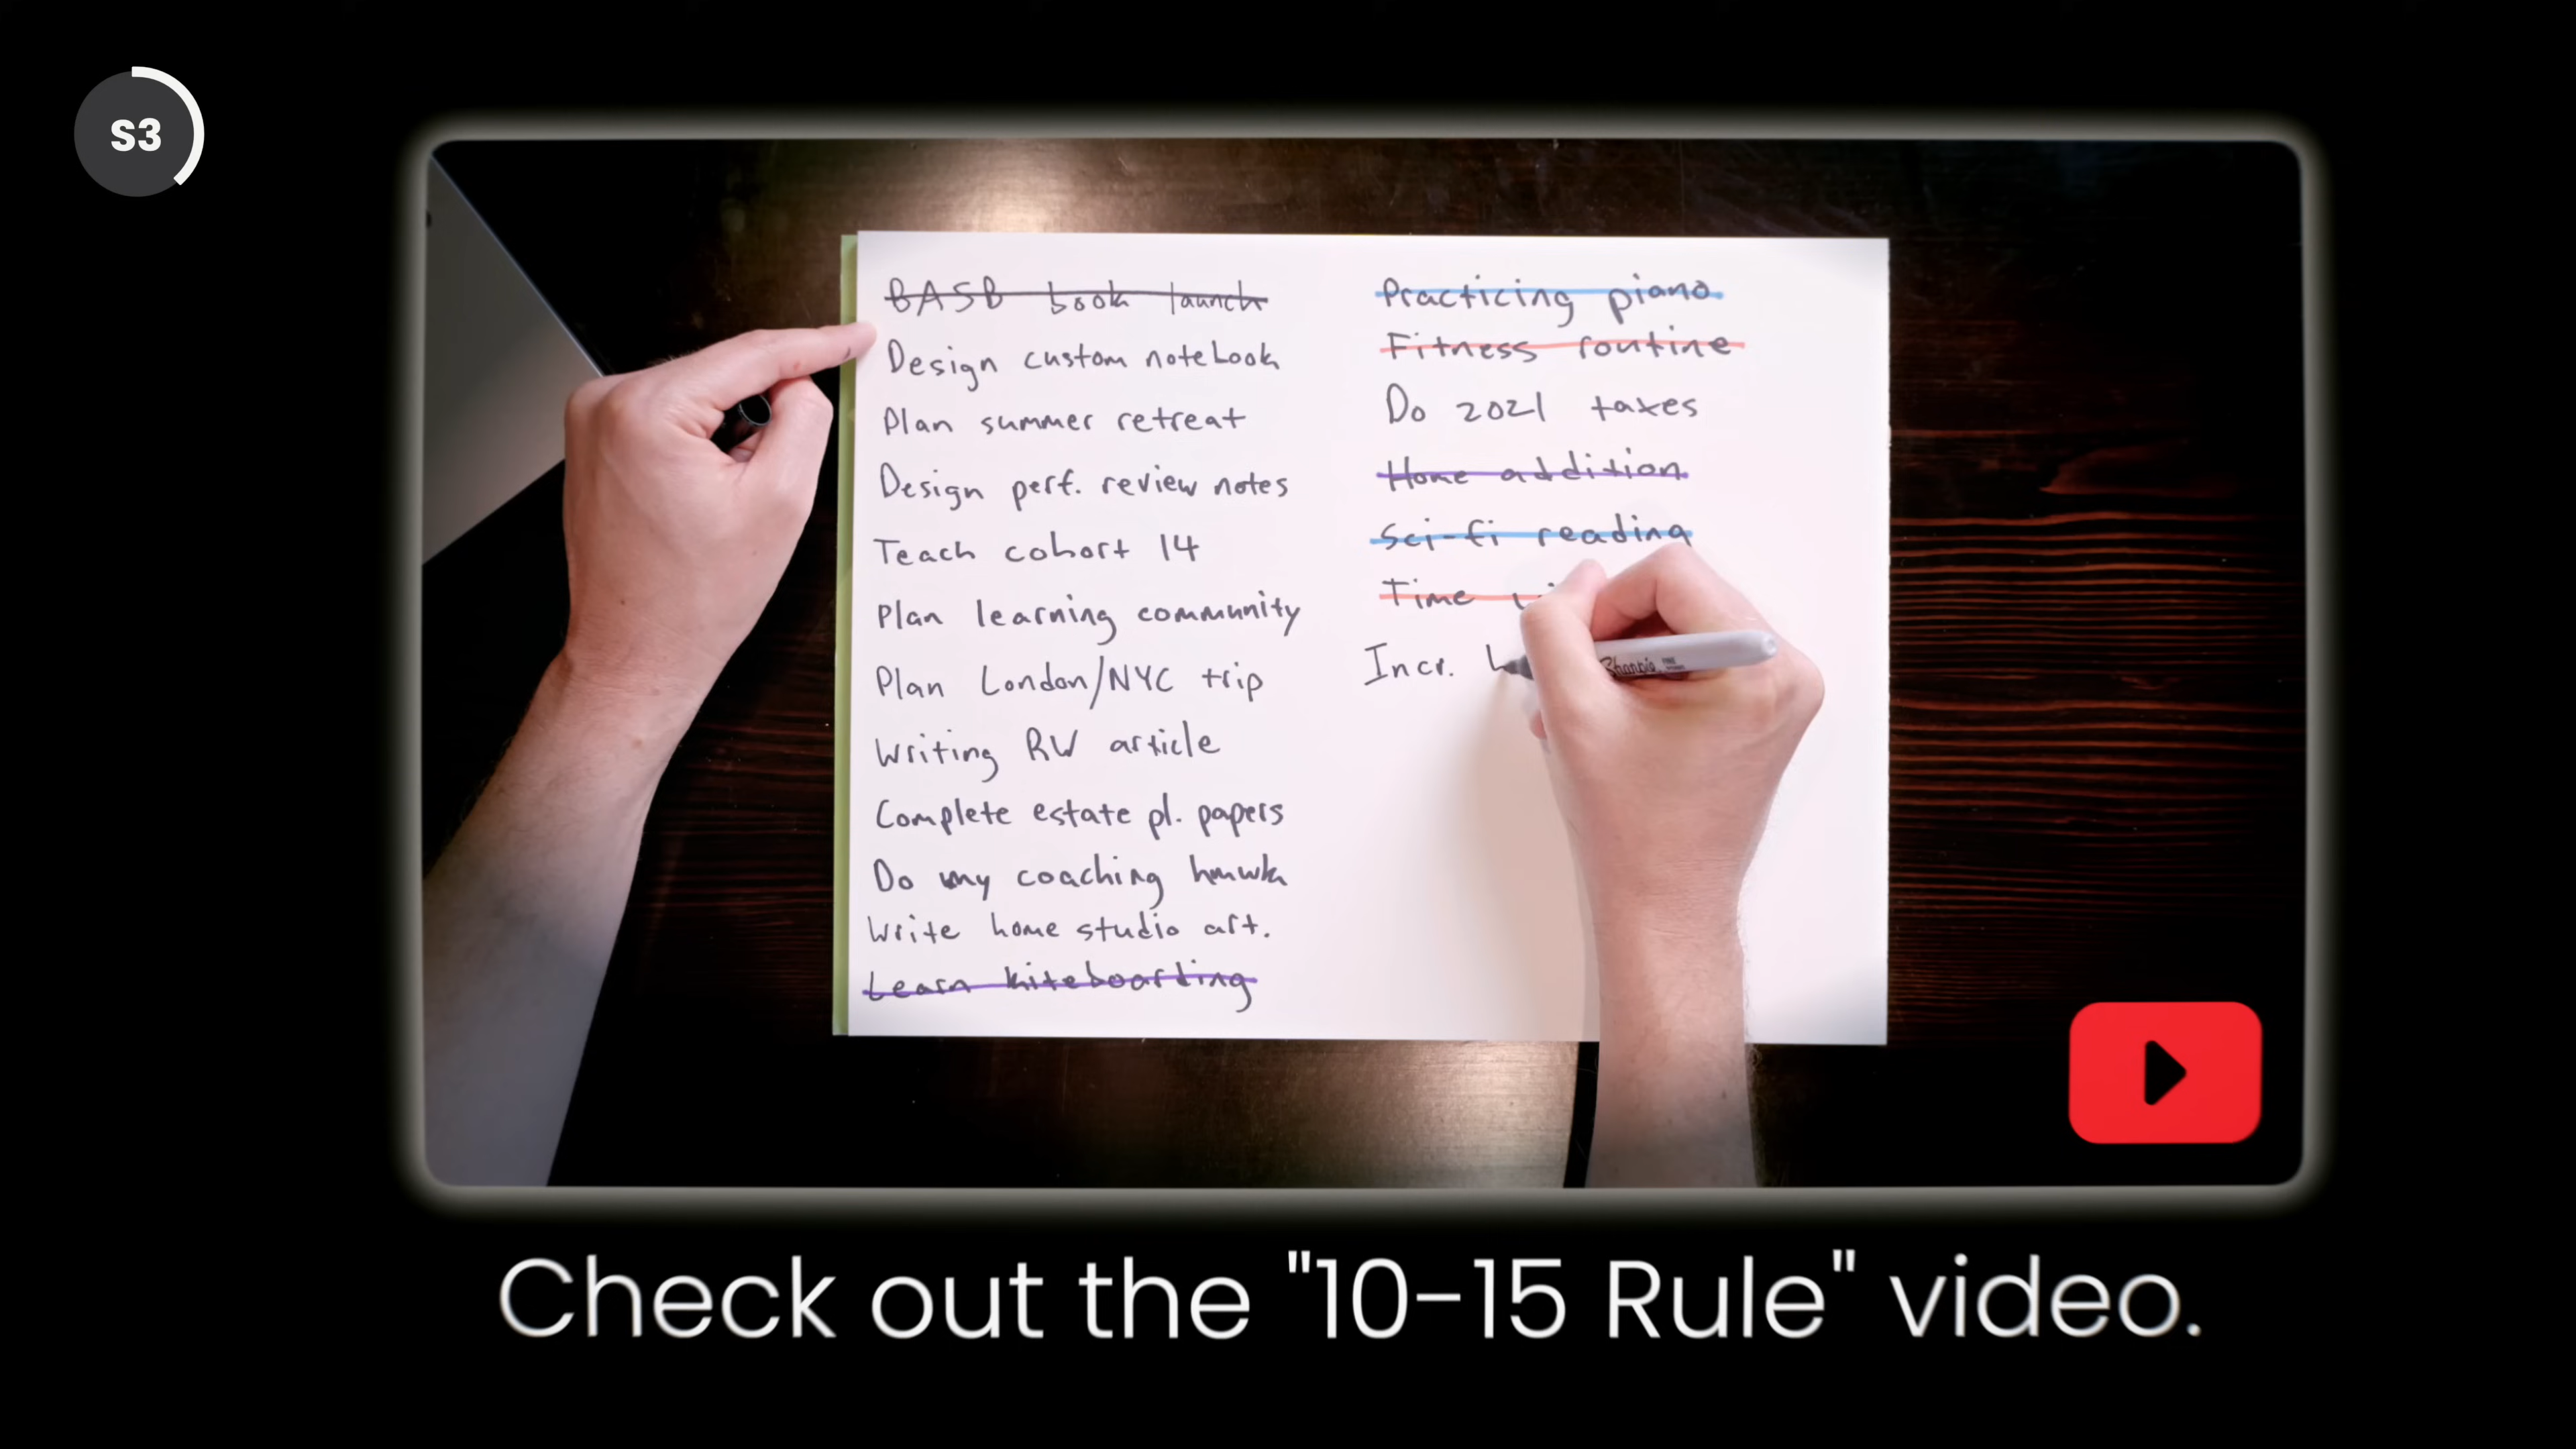 S3
BASB book launch
Design custom notebook
Plan summer retreat
Design perf. review notes
Teach cohort 14
Plan learning community
Plan London/NYC trip
Writing RW article
Complete estate pl. papers
Do my coaching hmwk
Write home studio art.
Learn kiteboarding
Practicing piano
Fitness routine
Do 2021 taxes
Home addition
Sci-fi reading
Time
Incr.
Sharpie
Check out the "10-15 Rule" video.